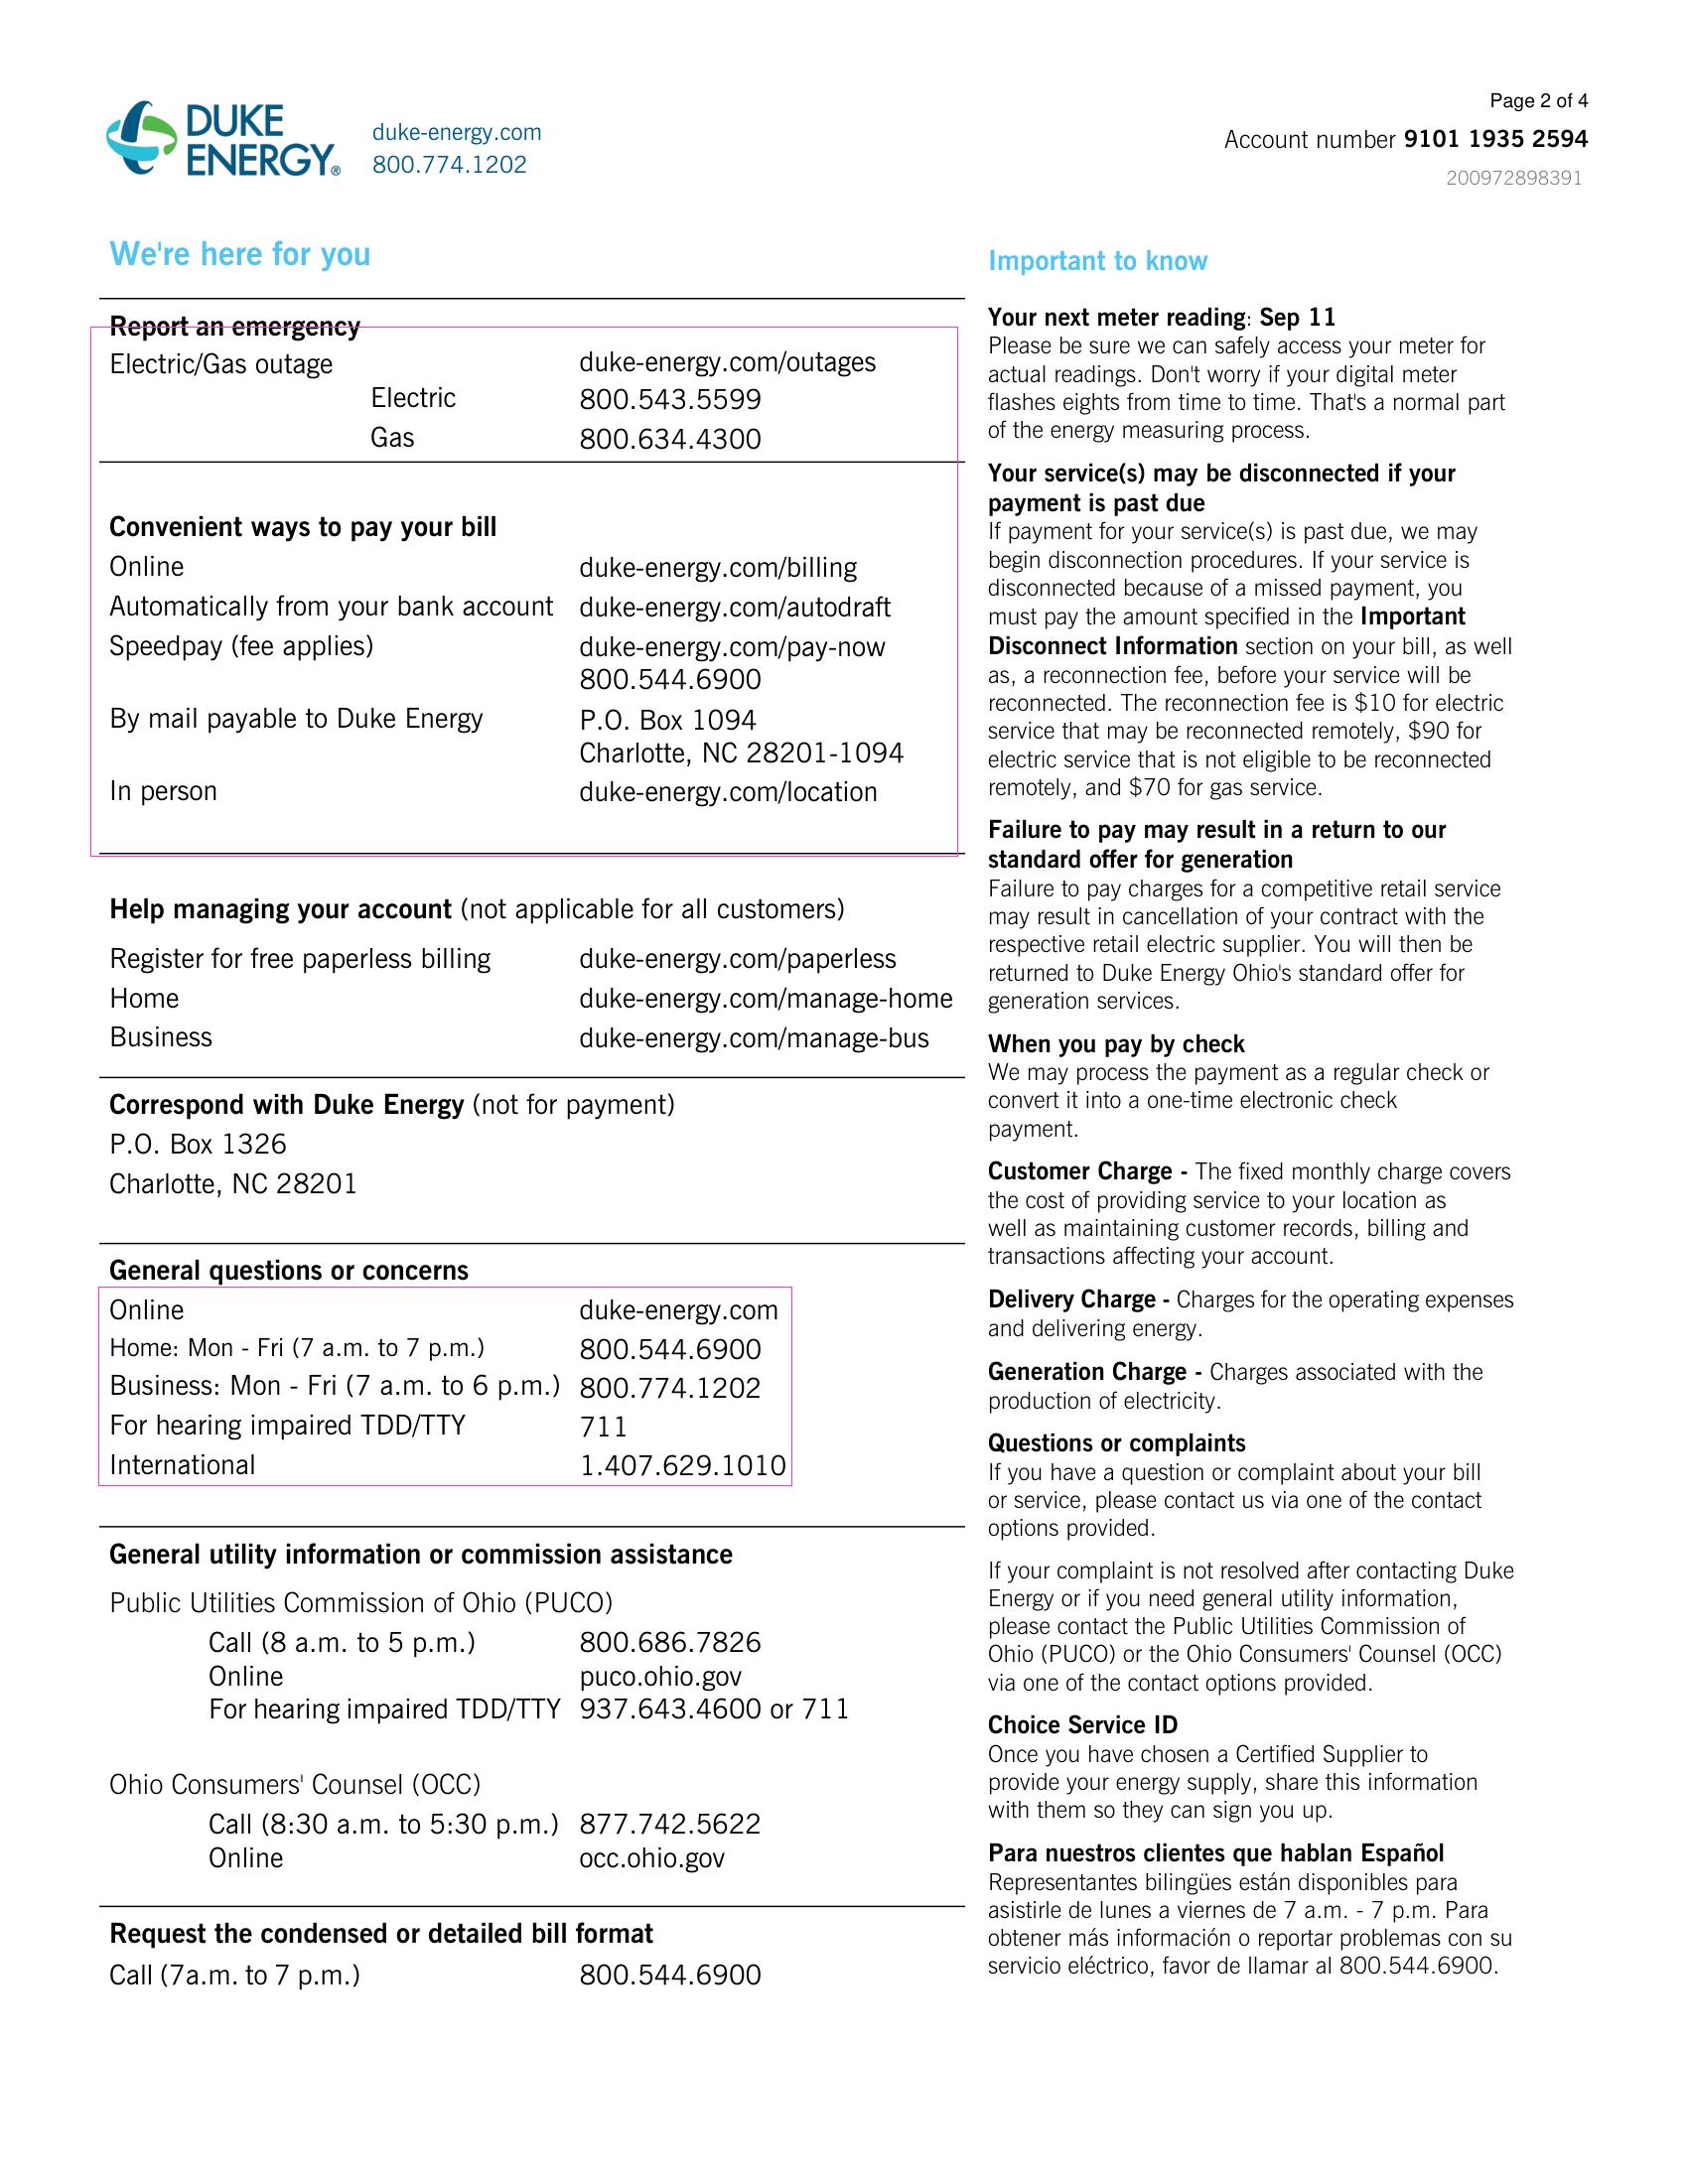 DUKE
ENERGY®
duke-energy.com
800.774.1202
Page 2 of 4
Account number 9101 1935 2594
200972898391
We're here for you
Report an emergency
Electric/Gas outage duke-energy.com/outages
Electric 800.543.5599
Gas 800.634.4300
Convenient ways to pay your bill
Online duke-energy.com/billing
Automatically from your bank account duke-energy.com/autodraft
Speedpay (fee applies) duke-energy.com/pay-now
800.544.6900
By mail payable to Duke Energy P.O. Box 1094
Charlotte, NC 28201-1094
In person duke-energy.com/location
Help managing your account (not applicable for all customers)
Register for free paperless billing duke-energy.com/paperless
Home duke-energy.com/manage-home
Business duke-energy.com/manage-bus
Correspond with Duke Energy (not for payment)
P.O. Box 1326
Charlotte, NC 28201
General questions or concerns
Online duke-energy.com
Home: Mon - Fri (7 a.m. to 7 p.m.) 800.544.6900
Business: Mon - Fri (7 a.m. to 6 p.m.) 800.774.1202
For hearing impaired TDD/TTY 711
International 1.407.629.1010
General utility information or commission assistance
Public Utilities Commission of Ohio (PUCO)
Call (8 a.m. to 5 p.m.) 800.686.7826
Online puco.ohio.gov
For hearing impaired TDD/TTY 937.643.4600 or 711
Ohio Consumers' Counsel (OCC)
Call (8:30 a.m. to 5:30 p.m.) 877.742.5622
Online occ.ohio.gov
Request the condensed or detailed bill format
Call (7a.m. to 7 p.m.) 800.544.6900
Important to know
Your next meter reading: Sep 11
Please be sure we can safely access your meter for
actual readings. Don't worry if your digital meter
flashes eights from time to time. That's a normal part
of the energy measuring process.
Your service(s) may be disconnected if your
payment is past due
If payment for your service(s) is past due, we may
begin disconnection procedures. If your service is
disconnected because of a missed payment, you
must pay the amount specified in the Important
Disconnect Information section on your bill, as well
as, a reconnection fee, before your service will be
reconnected. The reconnection fee is $10 for electric
service that may be reconnected remotely, $90 for
electric service that is not eligible to be reconnected
remotely, and $70 for gas service.
Failure to pay may result in a return to our
standard offer for generation
Failure to pay charges for a competitive retail service
may result in cancellation of your contract with the
respective retail electric supplier. You will then be
returned to Duke Energy Ohio's standard offer for
generation services.
When you pay by check
We may process the payment as a regular check or
convert it into a one-time electronic check
payment.
Customer Charge - The fixed monthly charge covers
the cost of providing service to your location as
well as maintaining customer records, billing and
transactions affecting your account.
Delivery Charge - Charges for the operating expenses
and delivering energy.
Generation Charge - Charges associated with the
production of electricity.
Questions or complaints
If you have a question or complaint about your bill
or service, please contact us via one of the contact
options provided.
If your complaint is not resolved after contacting Duke
Energy or if you need general utility information,
please contact the Public Utilities Commission of
Ohio (PUCO) or the Ohio Consumers' Counsel (OCC)
via one of the contact options provided.
Choice Service ID
Once you have chosen a Certified Supplier to
provide your energy supply, share this information
with them so they can sign you up.
Para nuestros clientes que hablan Español
Representantes bilingües están disponibles para
asistirle de lunes a viernes de 7 a.m. - 7 p.m. Para
obtener más información o reportar problemas con su
servicio eléctrico, favor de llamar al 800.544.6900.